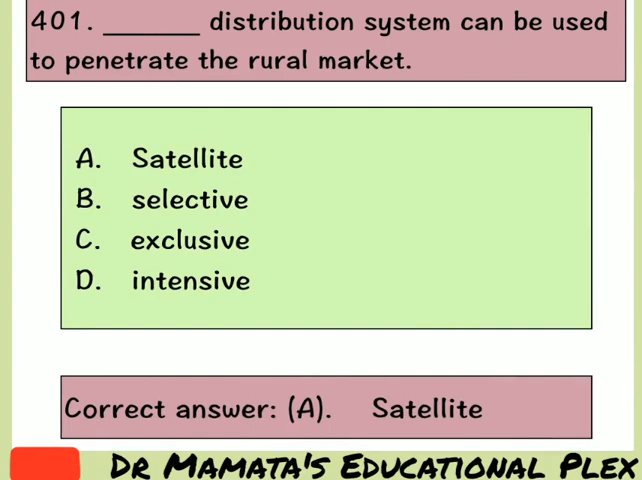 401. ______ distribution system can be used
to penetrate the rural market.
A. Satellite
B. selective
C. exclusive
D. intensive
Correct answer: (A). Satellite
DR MAMATA'S EDUCATIONAL PLEX